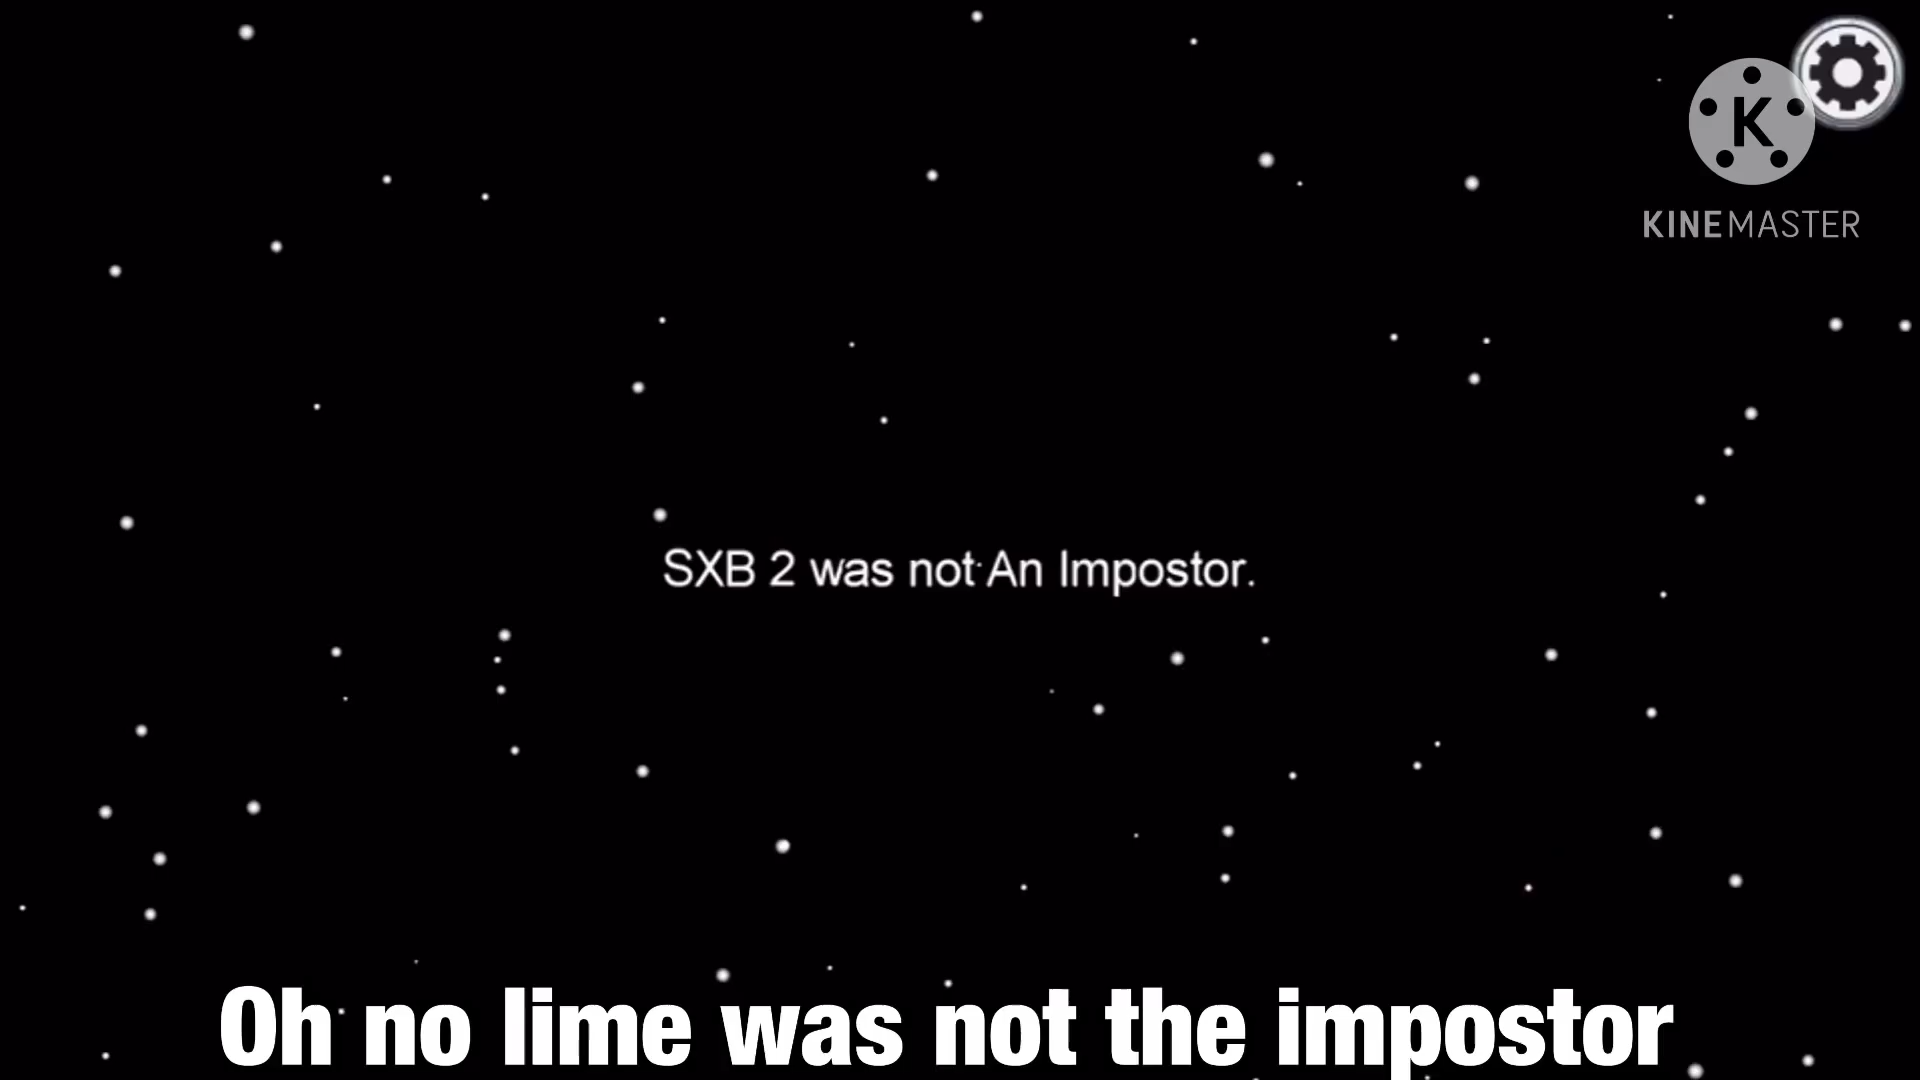 K
KINEMASTER
SXB 2 was not An Impostor.
Oh no lime was not the impostor